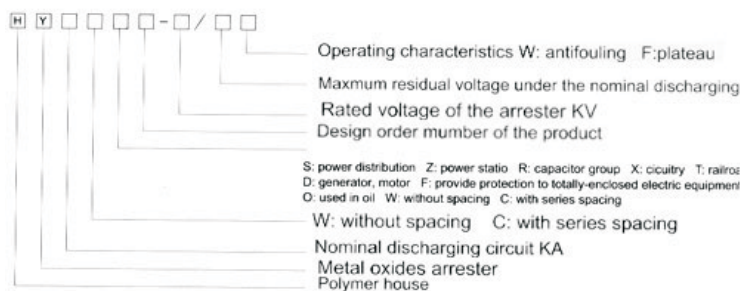 H Y □ □ □ □ - □ / □ □
Operating characteristics W: antifouling F:plateau
Maxmum residual voltage under the nominal discharging
Rated voltage of the arrester KV
Design order mumber of the product
S: power distribution Z: power statio R: capacitor group X: cicuitry T: railroa
D: generator, motor F: provide protection to totally-enclosed electric equipment
O: used in oil W: without spacing C: with series spacing
W: without spacing C: with series spacing
Nominal discharging circuit KA
Metal oxides arrester
Polymer house